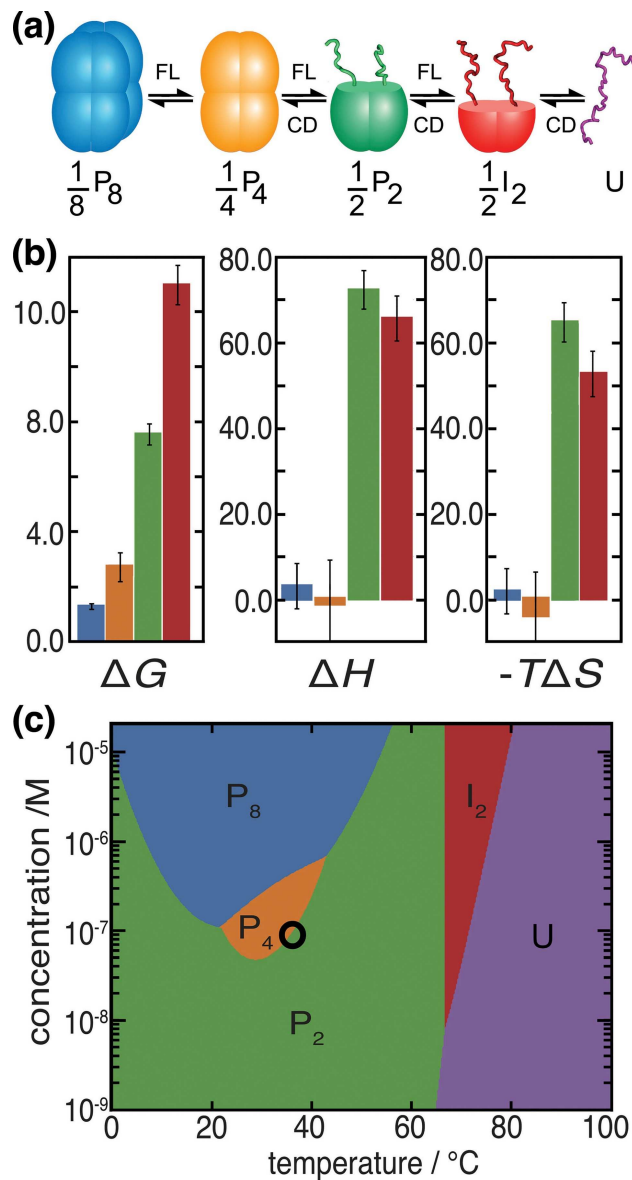 (a)
FL FL FL
CD CD CD
1/8 P₈ 1/4 P₄ 1/2 P₂ 1/2 I₂ U
(b)
10.0 80.0 80.0
8.0 60.0 60.0
40.0 40.0
4.0 20.0 20.0
2.0 0.0 0.0
0.0
ΔG ΔH -TΔS
(c)
10⁻⁵
P₈ I₂
10⁻⁶
10⁻⁷ P₄ U
10⁻⁸ P₂
10⁻⁹
concentration /M
0 20 40 60 80 100
temperature / °C